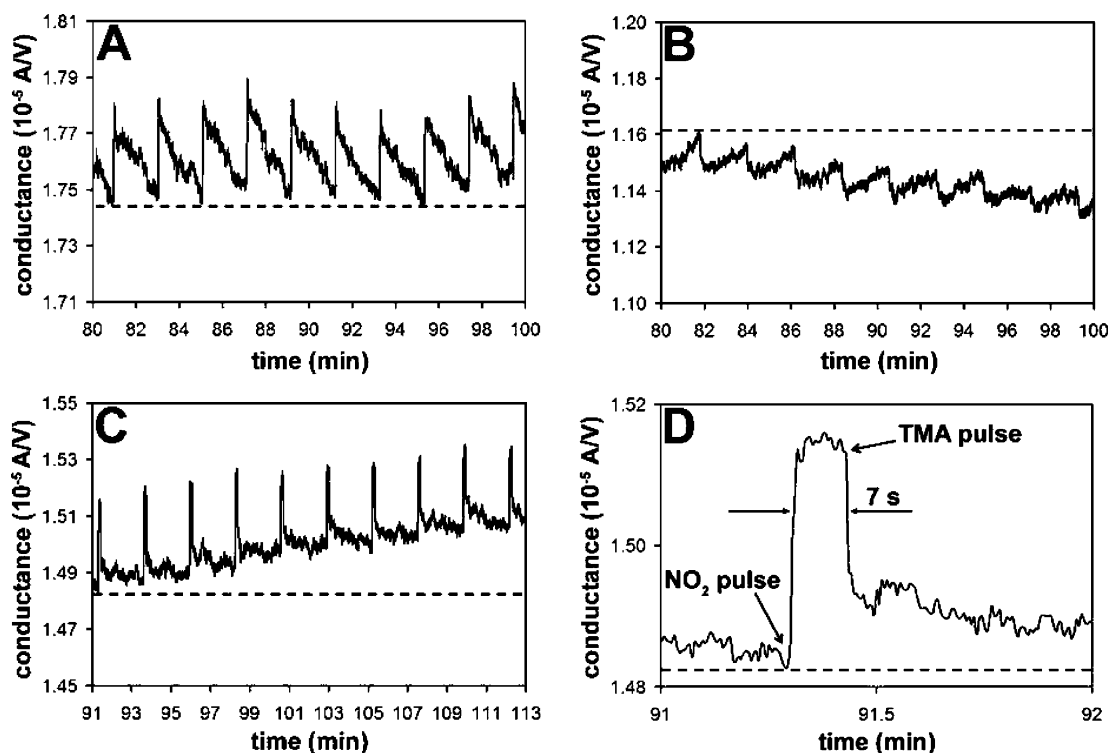 A
conductance (10⁻⁵ A/V)
1.81
1.79
1.77
1.75
1.73
1.71
80 82 84 86 88 90 92 94 96 98 100
time (min)
B
conductance (10⁻⁵ A/V)
1.20
1.18
1.16
1.14
1.12
1.10
80 82 84 86 88 90 92 94 96 98 100
time (min)
C
conductance (10⁻⁵ A/V)
1.55
1.53
1.51
1.49
1.47
1.45
91 93 95 97 99 101 103 105 107 109 111 113
time (min)
D
conductance (10⁻⁵ A/V)
1.52
1.50
1.48
TMA pulse
7 s
NO₂ pulse
91 91.5 92
time (min)